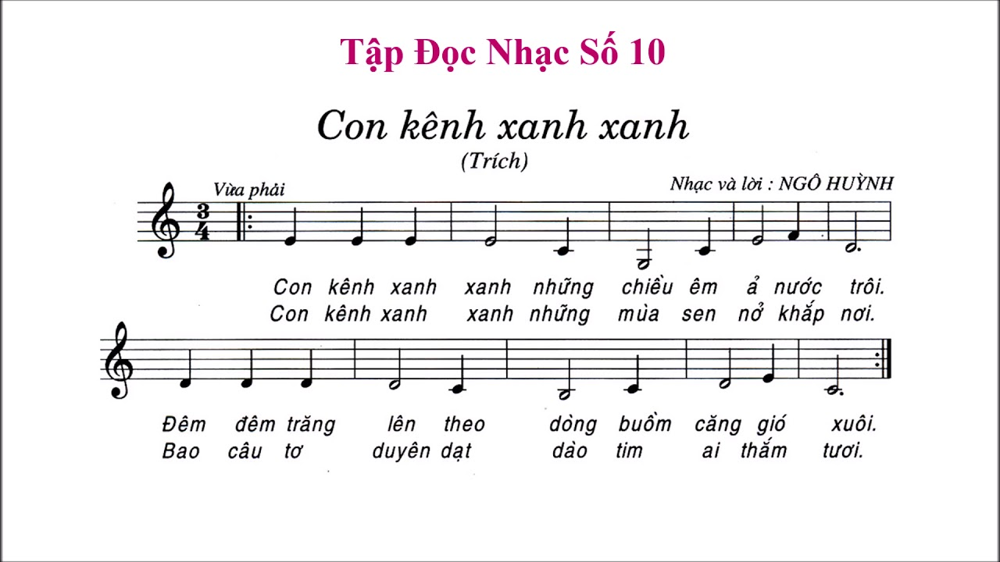 Tập Đọc Nhạc Số 10
Con kênh xanh xanh
(Trích)
Vừa phải
Nhạc và lời : NGÔ HUỲNH
3
4
Con kênh xanh xanh những chiều êm ả nước trôi.
Con kênh xanh xanh những mùa sen nở khắp nơi.
Đêm đêm trăng lên theo dòng buồm căng gió xuôi.
Bao câu tơ duyên dạt dào tim ai thắm tươi.